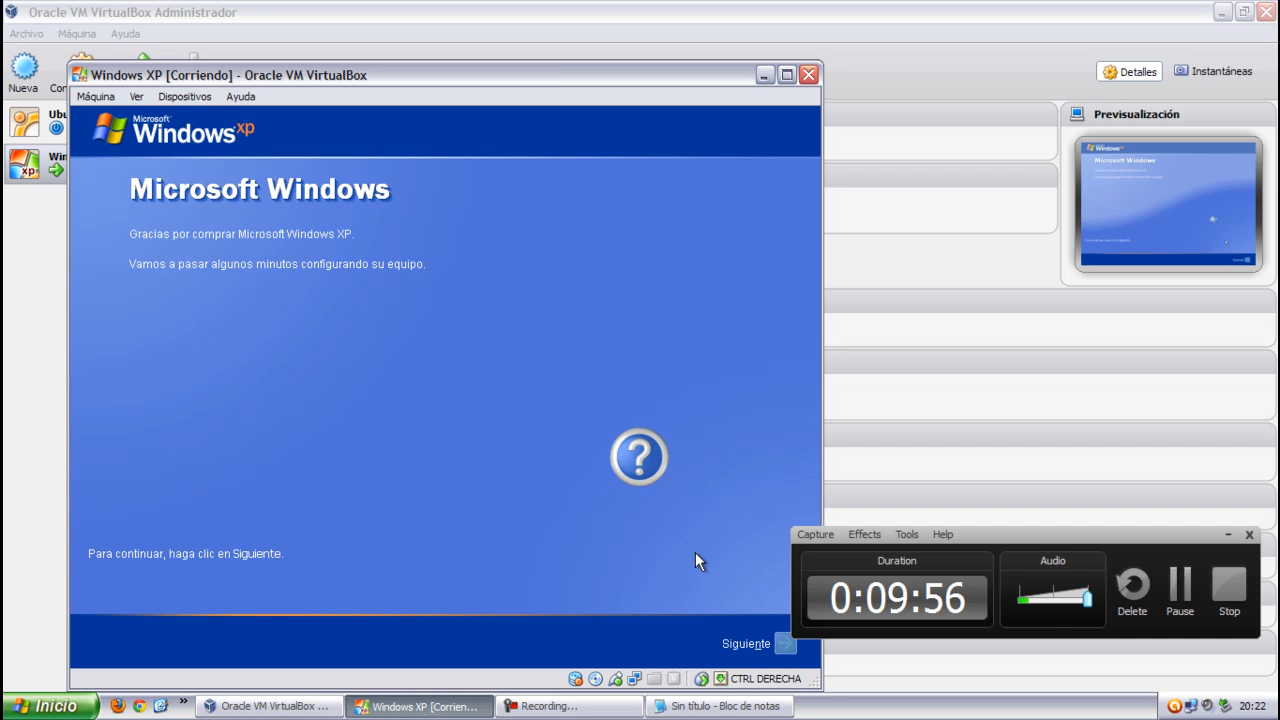 Oracle VM VirtualBox Administrador
Archivo Máquina Ayuda
Nueva
Detalles
Instantáneas
Windows XP [Corriendo] - Oracle VM VirtualBox
Máquina Ver Dispositivos Ayuda
Previsualización
Microsoft
Windows xp
Microsoft Windows
Gracias por comprar Microsoft Windows XP.
Vamos a pasar algunos minutos configurando su equipo.
Para continuar, haga clic en Siguiente.
Siguiente
CTRL DERECHA
Capture Effects Tools Help
Duration
0:09:56
Audio
Delete Pause Stop
Inicio
Oracle VM VirtualBox ...
Windows XP [Corrien...
Recording...
Sin título - Bloc de notas
20:22